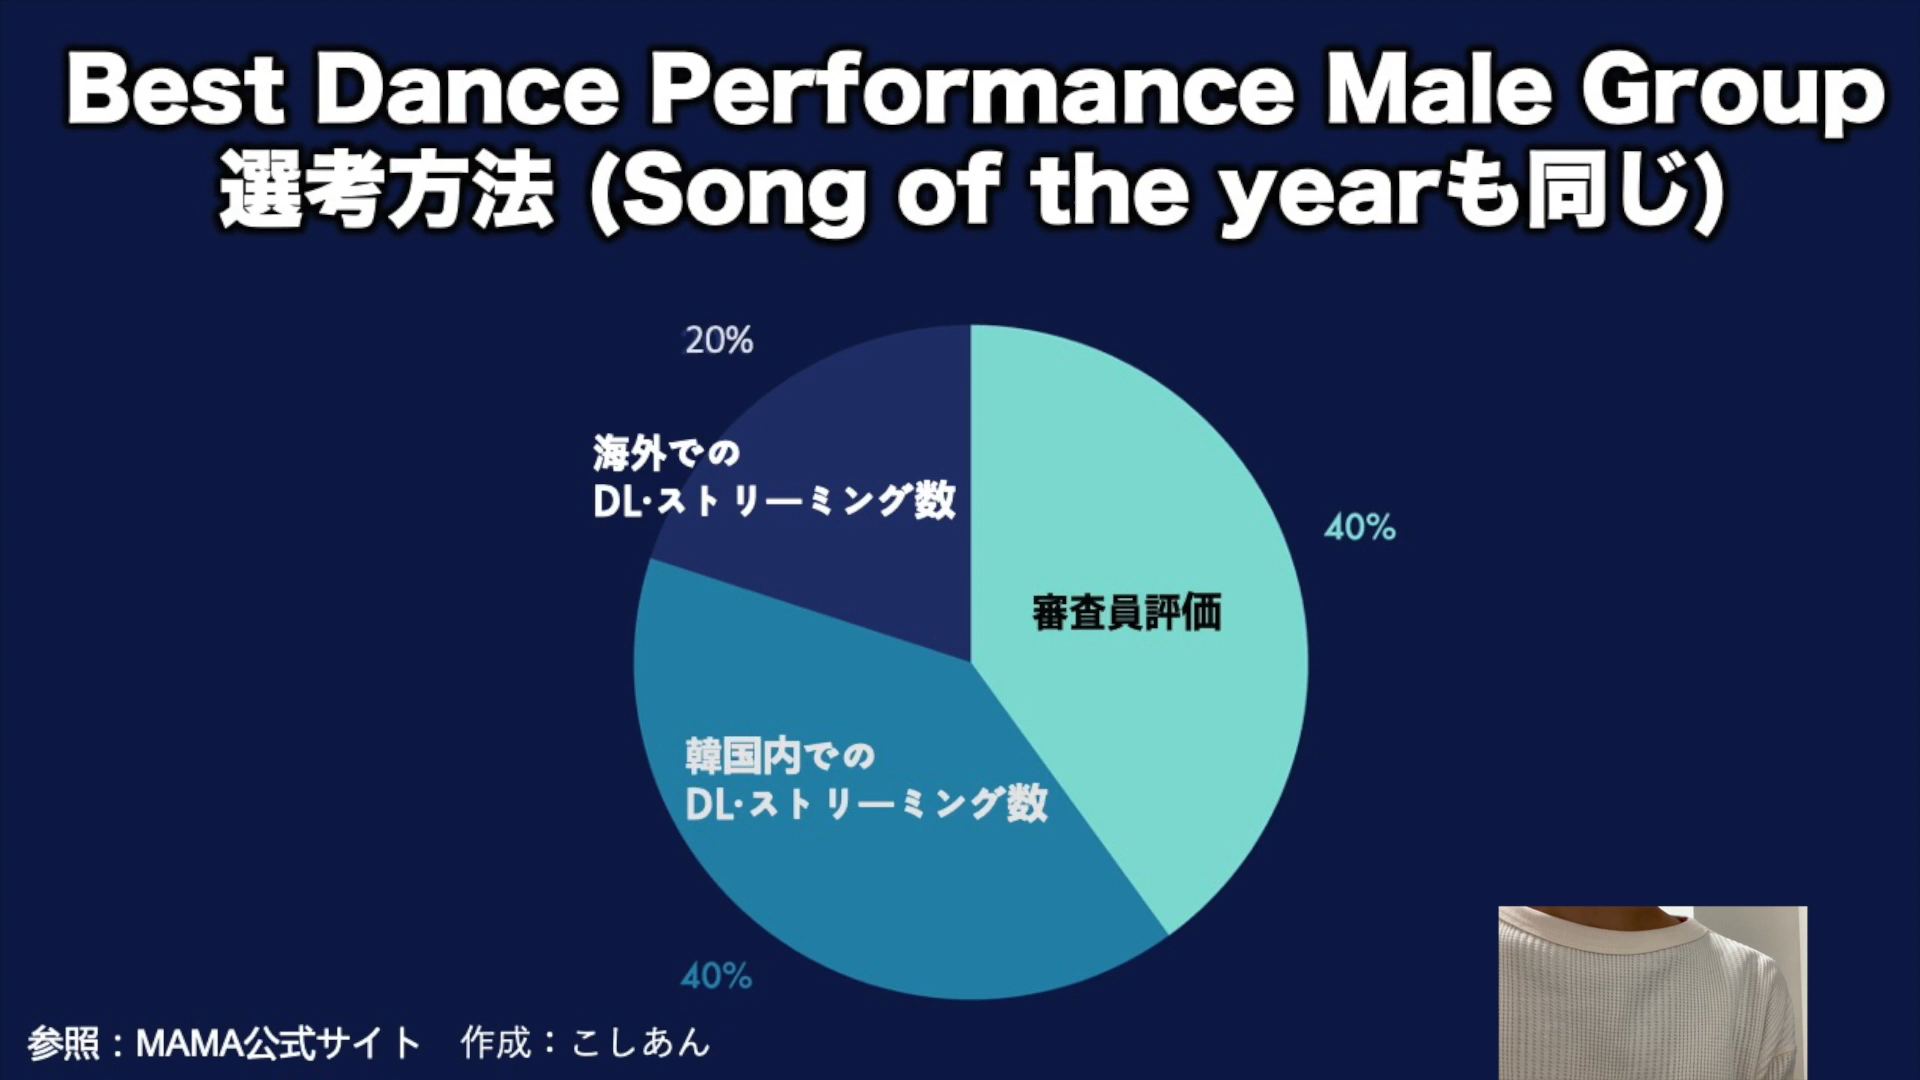 Best Dance Performance Male Group
選考方法 (Song of the yearも同じ)
20%
海外での
DL·ストリーミング数
40%
審査員評価
韓国内での
DL·ストリーミング数
40%
参照：MAMA公式サイト　作成：こしあん